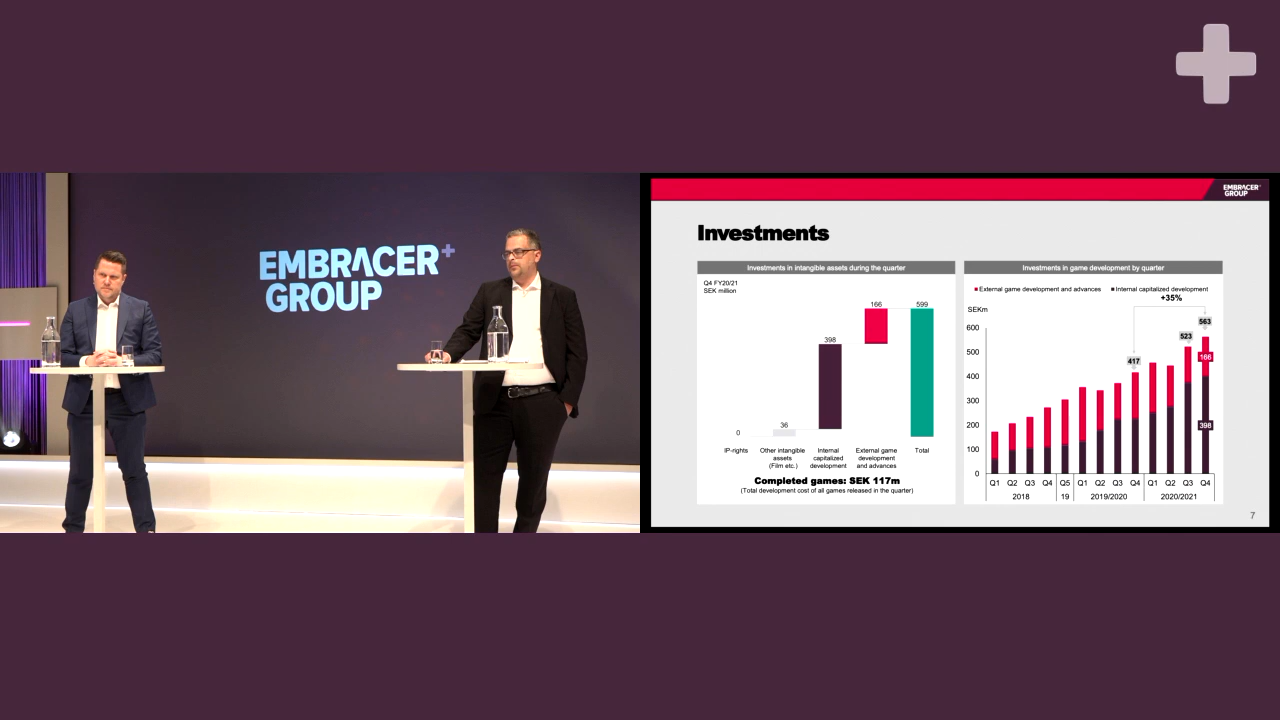 EMBRACER+
GROUP
EMBRACER+
GROUP
Investments
Investments in intangible assets during the quarter
Q4 FY20/21
SEK million
0
36
398
166
599
IP-rights
Other intangible
assets
(Film etc.)
Internal
capitalized
development
External game
development
and advances
Total
Completed games: SEK 117m
(Total development cost of all games released in the quarter)
Investments in game development by quarter
External game development and advances
Internal capitalized development
+35%
SEKm
600
500
400
300
200
100
0
417
523
563
166
398
Q1 Q2 Q3 Q4 Q5 Q1 Q2 Q3 Q4 Q1 Q2 Q3 Q4
2018 19 2019/2020 2020/2021
7